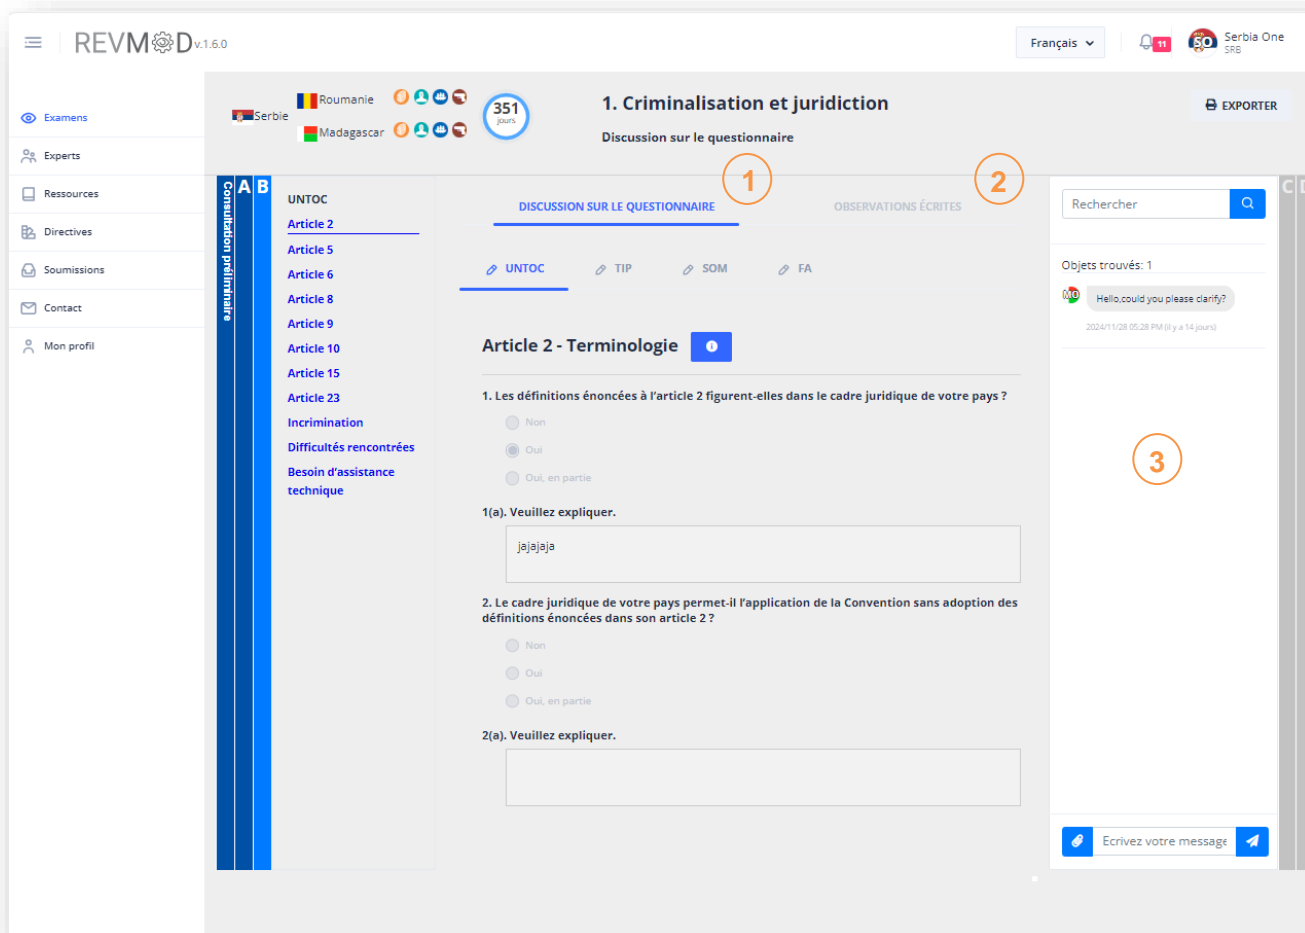 REVMOD v.1.6.0
Français
11
SO
Serbia One
SRB
Examens
Experts
Ressources
Directives
Soumissions
Contact
Mon profil
Serbie
Roumanie
Madagascar
351
jours
1. Criminalisation et juridiction
Discussion sur le questionnaire
EXPORTER
Consultation préliminaire
A
B
UNTOC
Article 2
Article 5
Article 6
Article 8
Article 9
Article 10
Article 15
Article 23
Incrimination
Difficultés rencontrées
Besoin d’assistance
technique
1
2
DISCUSSION SUR LE QUESTIONNAIRE
OBSERVATIONS ÉCRITES
UNTOC
TIP
SOM
FA
Article 2 - Terminologie
1. Les définitions énoncées à l’article 2 figurent-elles dans le cadre juridique de votre pays ?
Non
Oui
Oui, en partie
1(a). Veuillez expliquer.
jajajaja
2. Le cadre juridique de votre pays permet-il l’application de la Convention sans adoption des
définitions énoncées dans son article 2 ?
Non
Oui
Oui, en partie
2(a). Veuillez expliquer.
Rechercher
Objets trouvés: 1
MO
Hello,could you please clarify?
2024/11/28 05:28 PM (il y a 14 jours)
3
Ecrivez votre message
C
D